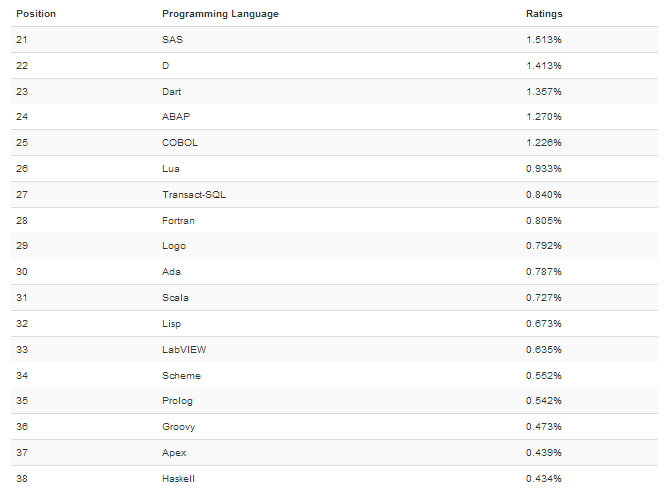 Position Programming Language Ratings
21 SAS 1.513%
22 D 1.413%
23 Dart 1.357%
24 ABAP 1.270%
25 COBOL 1.226%
26 Lua 0.933%
27 Transact-SQL 0.840%
28 Fortran 0.805%
29 Logo 0.792%
30 Ada 0.787%
31 Scala 0.727%
32 Lisp 0.673%
33 LabVIEW 0.635%
34 Scheme 0.552%
35 Prolog 0.542%
36 Groovy 0.473%
37 Apex 0.439%
38 Haskell 0.434%